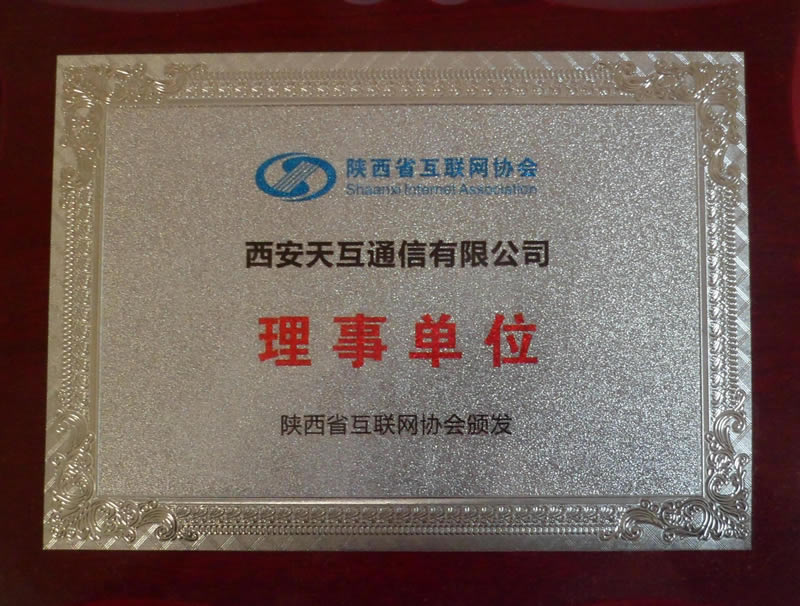 陕西省互联网协会
Shaanxi Internet Association
西安天互通信有限公司
理事单位
陕西省互联网协会颁发